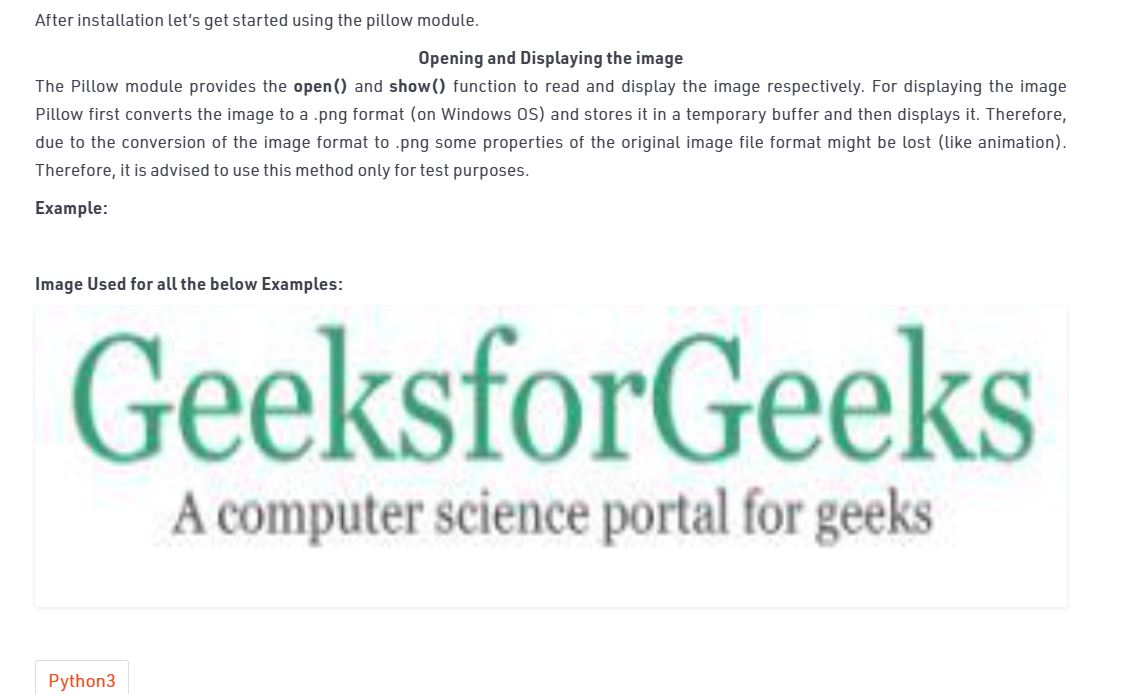 After installation let’s get started using the pillow module.
Opening and Displaying the image
The Pillow module provides the open() and show() function to read and display the image respectively. For displaying the image
Pillow first converts the image to a .png format (on Windows OS) and stores it in a temporary buffer and then displays it. Therefore,
due to the conversion of the image format to .png some properties of the original image file format might be lost (like animation).
Therefore, it is advised to use this method only for test purposes.
Example:
Image Used for all the below Examples:
GeeksforGeeks
A computer science portal for geeks
Python3